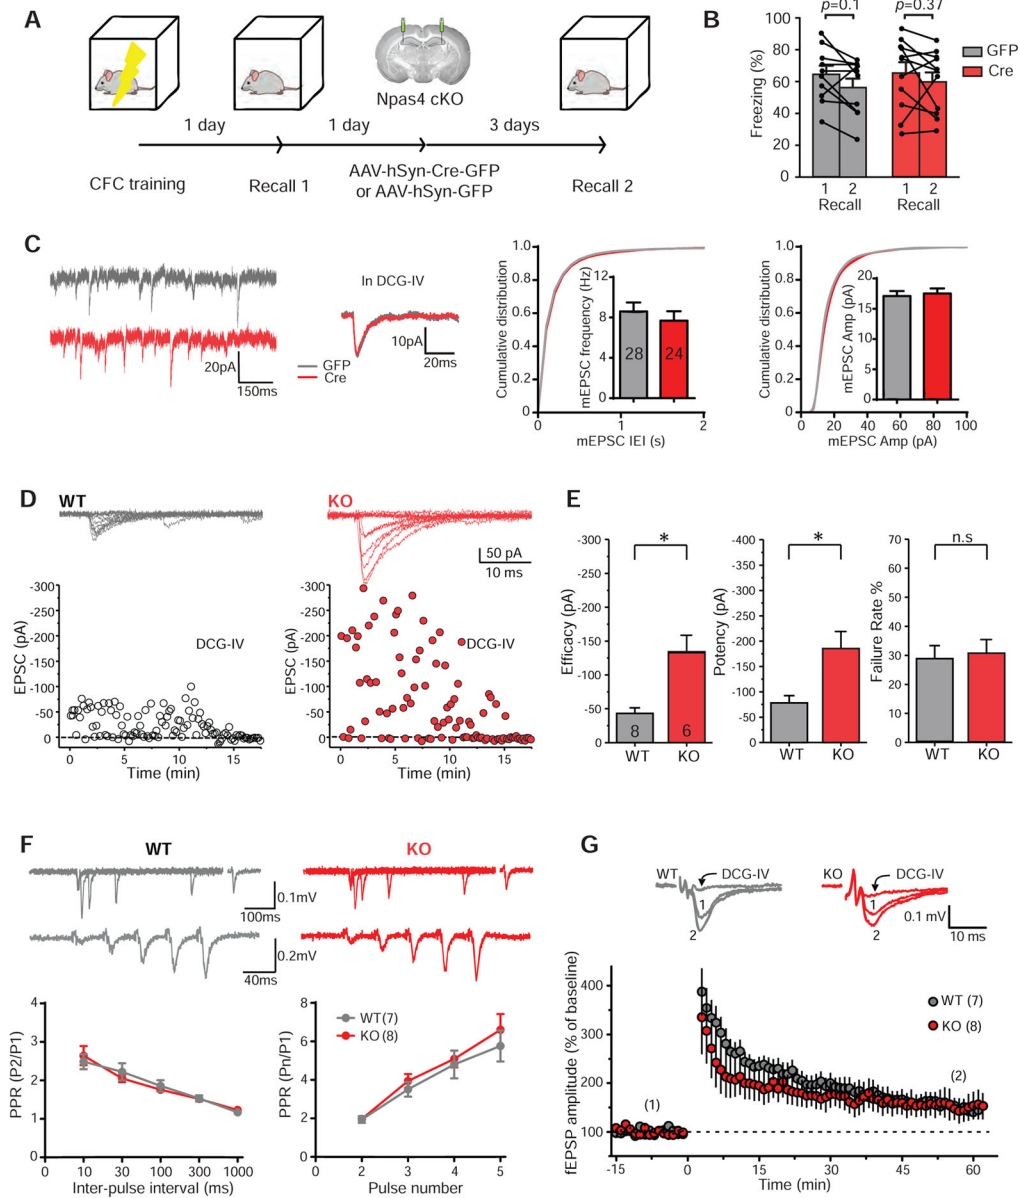 A
Npas4 cKO
1 day
1 day
3 days
CFC training
Recall 1
AAV-hSyn-Cre-GFP
or AAV-hSyn-GFP
Recall 2
B
p=0.1
p=0.37
GFP
Cre
Freezing (%)
100
80
60
40
20
0
1 2
1 2
Recall
Recall
C
In DCG-IV
10pA
20ms
20pA
150ms
GFP
Cre
Cumulative distribution
1.0
0.8
0.6
0.4
0.2
0
mEPSC frequency (Hz)
12
8
4
0
28
24
0
1
2
mEPSC IEI (s)
Cumulative distribution
1.0
0.8
0.6
0.4
0.2
0
mEPSC Amp (pA)
20
15
10
5
0
0 20 40 60 80 100
mEPSC Amp (pA)
D
WT
KO
50 pA
10 ms
EPSC (pA)
-300
-250
-200
-150
-100
-50
0
DCG-IV
0 5 10 15
Time (min)
EPSC (pA)
-300
-250
-200
-150
-100
-50
0
DCG-IV
0 5 10 15
Time (min)
E
*
Efficacy (pA)
-300
-250
-200
-150
-100
-50
0
8
6
WT
KO
*
Potency (pA)
-400
-350
-300
-250
-200
-150
-100
-50
0
WT
KO
n.s
Failure Rate %
70
60
50
40
30
20
10
0
WT
KO
F
WT
KO
0.1mV
100ms
0.2mV
40ms
PPR (P2/P1)
4
3
2
1
0
0 10 30 100 300 1000
Inter-pulse interval (ms)
PPR (Pn/P1)
8
6
4
2
0
WT(7)
KO (8)
0 2 3 4 5
Pulse number
G
WT
DCG-IV
1
2
KO
DCG-IV
1
2
0.1 mV
10 ms
fEPSP amplitude (% of baseline)
400
300
200
100
WT (7)
KO (8)
(1)
(2)
-15 0 15 30 45 60
Time (min)